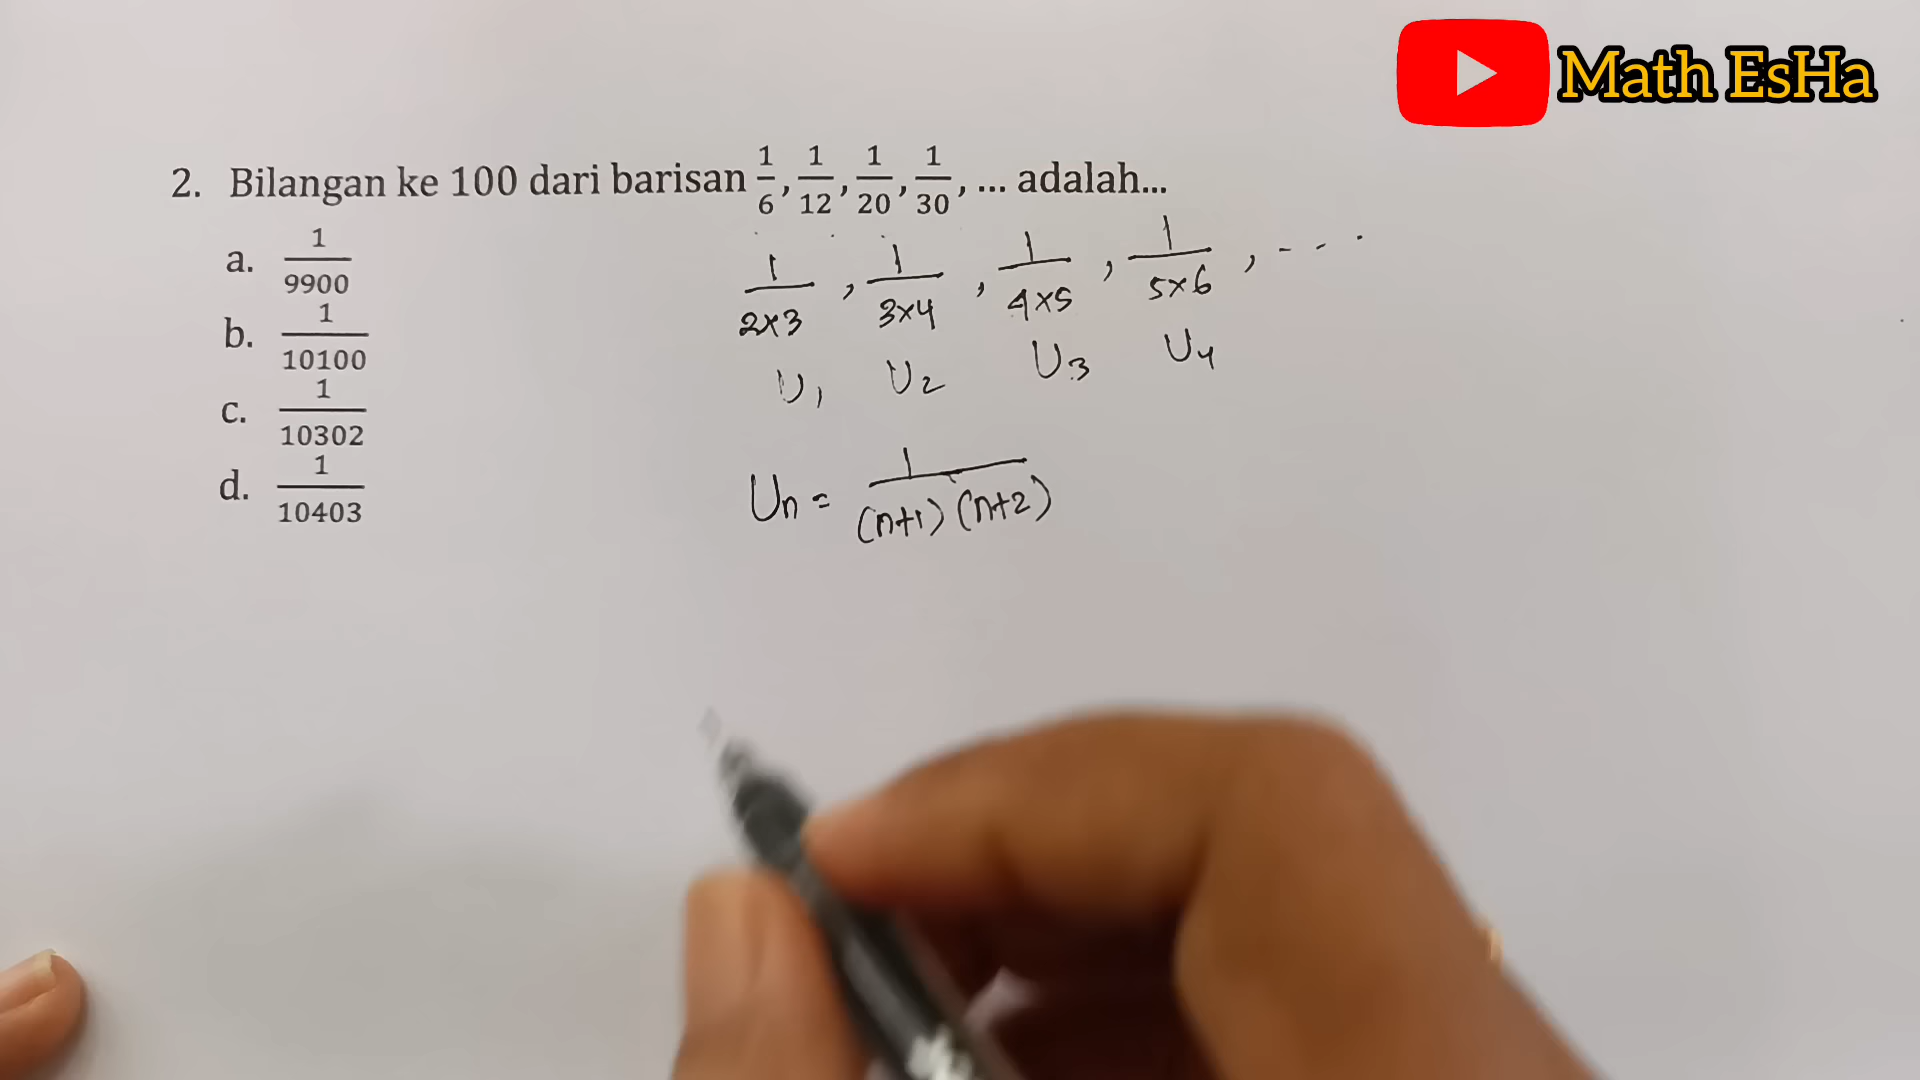 Math EsHa
2. Bilangan ke 100 dari barisan 1/6, 1/12, 1/20, 1/30, ... adalah...
a. 1/9900
b. 1/10100
c. 1/10302
d. 1/10403
1/2×3, 1/3×4, 1/4×5, 1/5×6, ....
U1 U2 U3 U4
Un = 1/(n+1)(n+2)